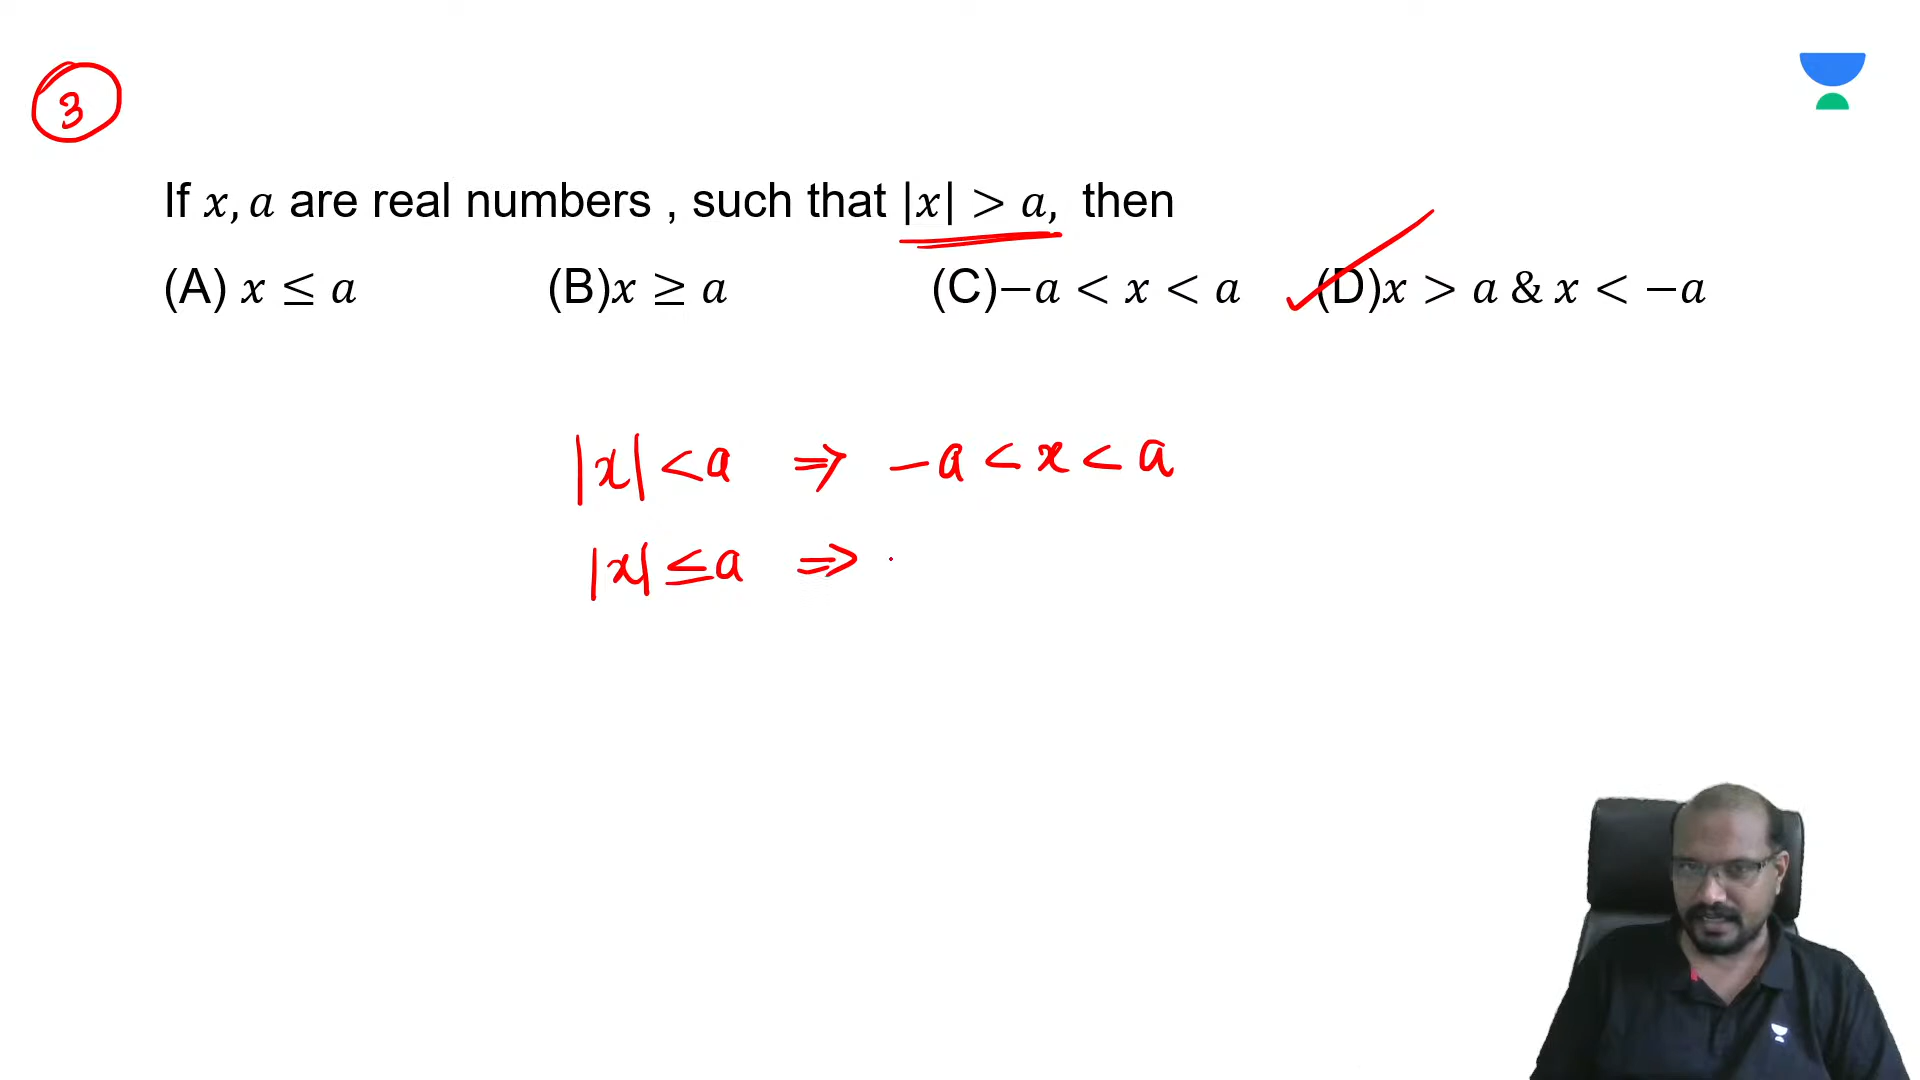 3
If x, a are real numbers , such that |x| > a, then
(A) x ≤ a (B)x ≥ a (C)−a < x < a (D)x > a & x < −a
|x| < a ⇒ −a < x < a
|x| ≤ a ⇒